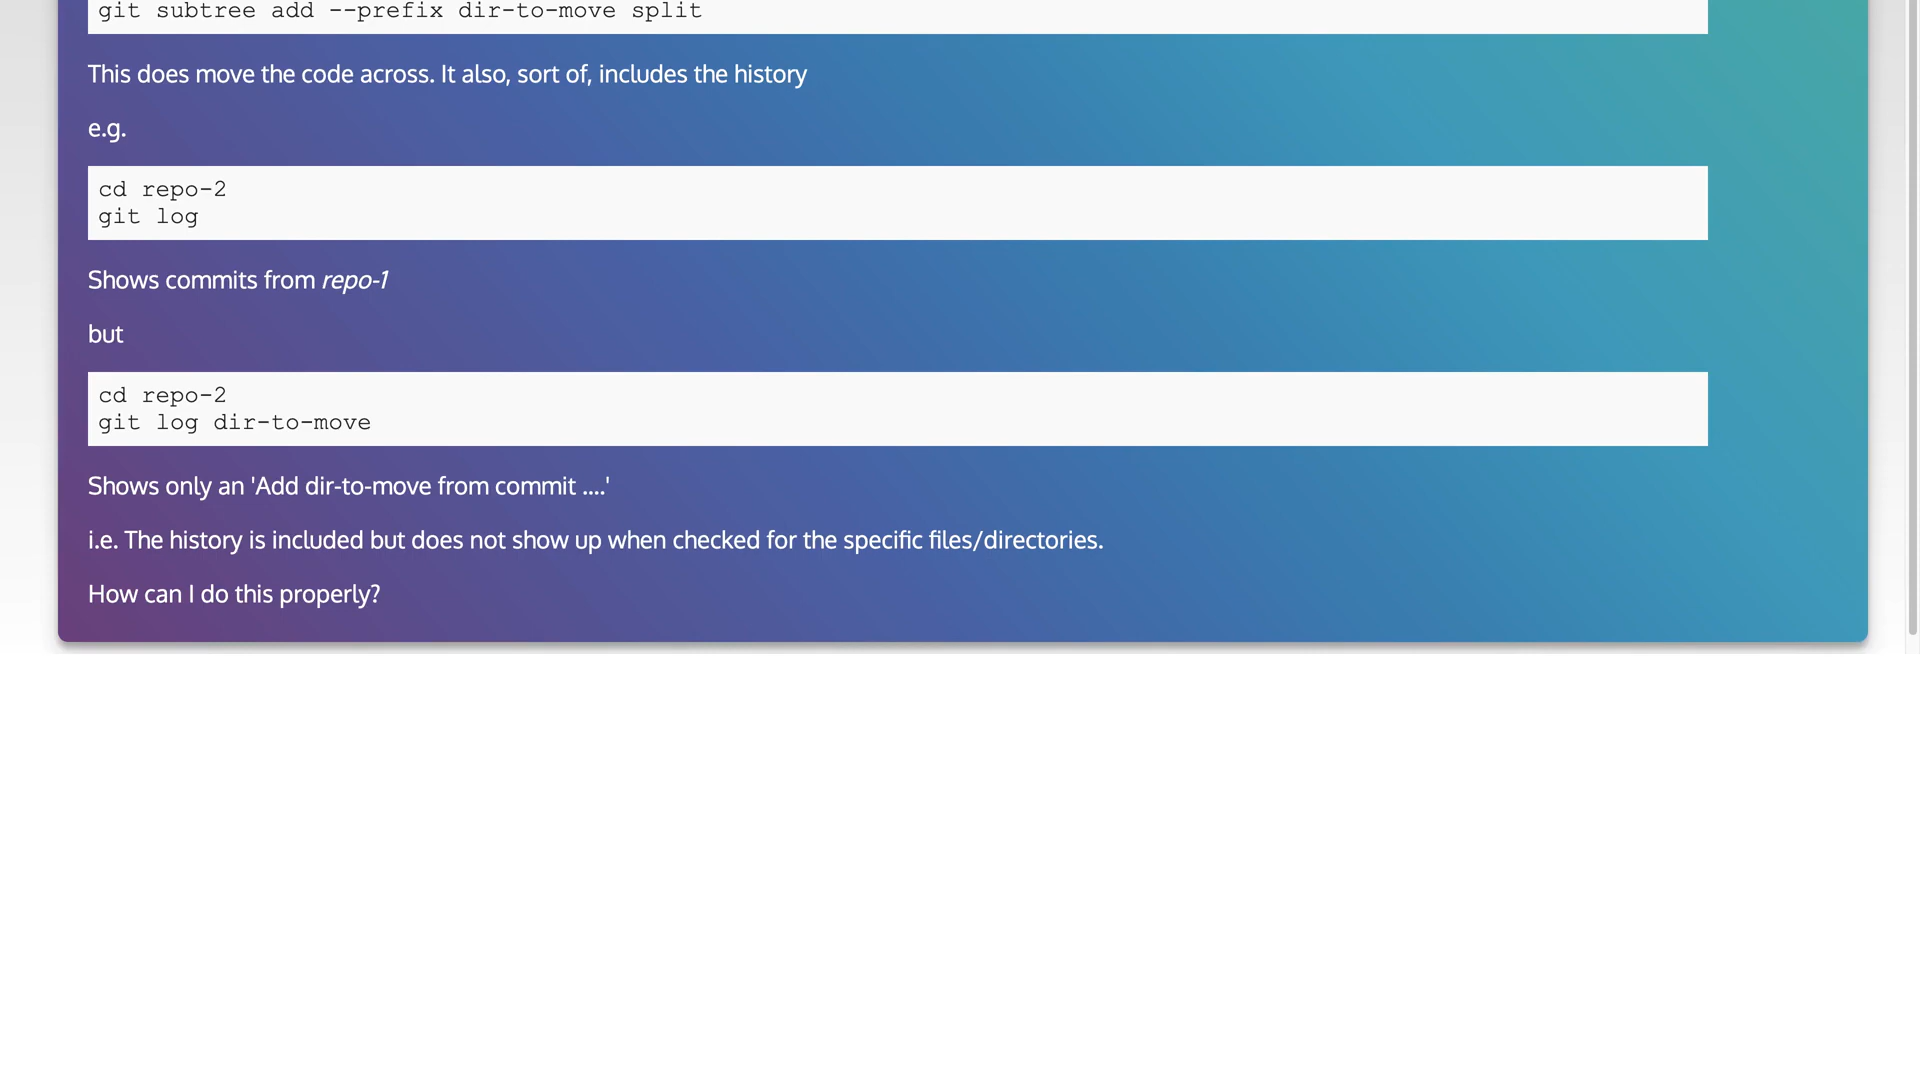 git subtree add --prefix dir-to-move split
This does move the code across. It also, sort of, includes the history
e.g.
cd repo-2
git log
Shows commits from repo-1
but
cd repo-2
git log dir-to-move
Shows only an 'Add dir-to-move from commit ....'
i.e. The history is included but does not show up when checked for the specific files/directories.
How can I do this properly?